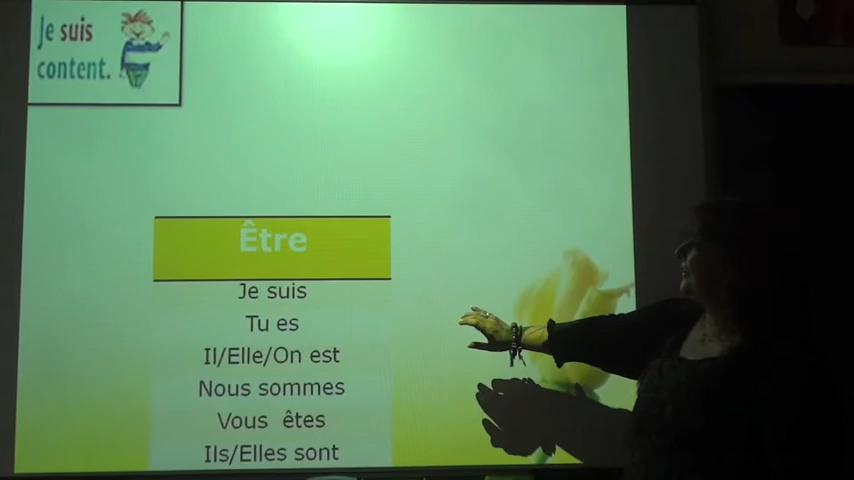 Je suis
content.
Être
Je suis
Tu es
Il/Elle/On est
Nous sommes
Vous êtes
Ils/Elles sont